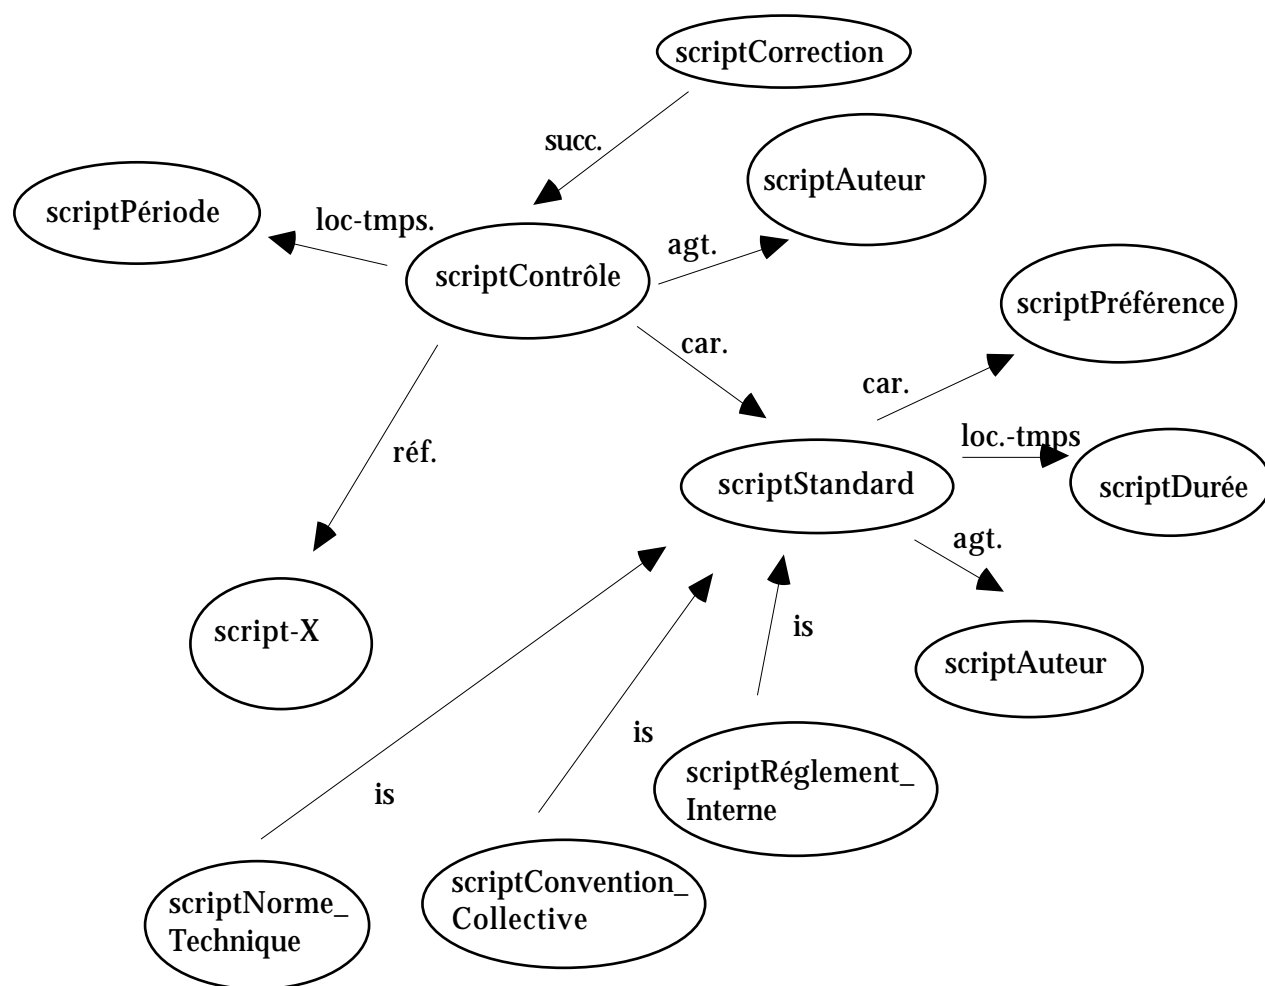 scriptCorrection
succ.
scriptAuteur
scriptPériode
loc-tmps.
agt.
scriptContrôle
scriptPréférence
car.
car.
loc.-tmps
réf.
scriptStandard
scriptDurée
agt.
script-X
is
scriptAuteur
is
scriptRéglement_
Interne
is
scriptConvention_
Collective
scriptNorme_
Technique